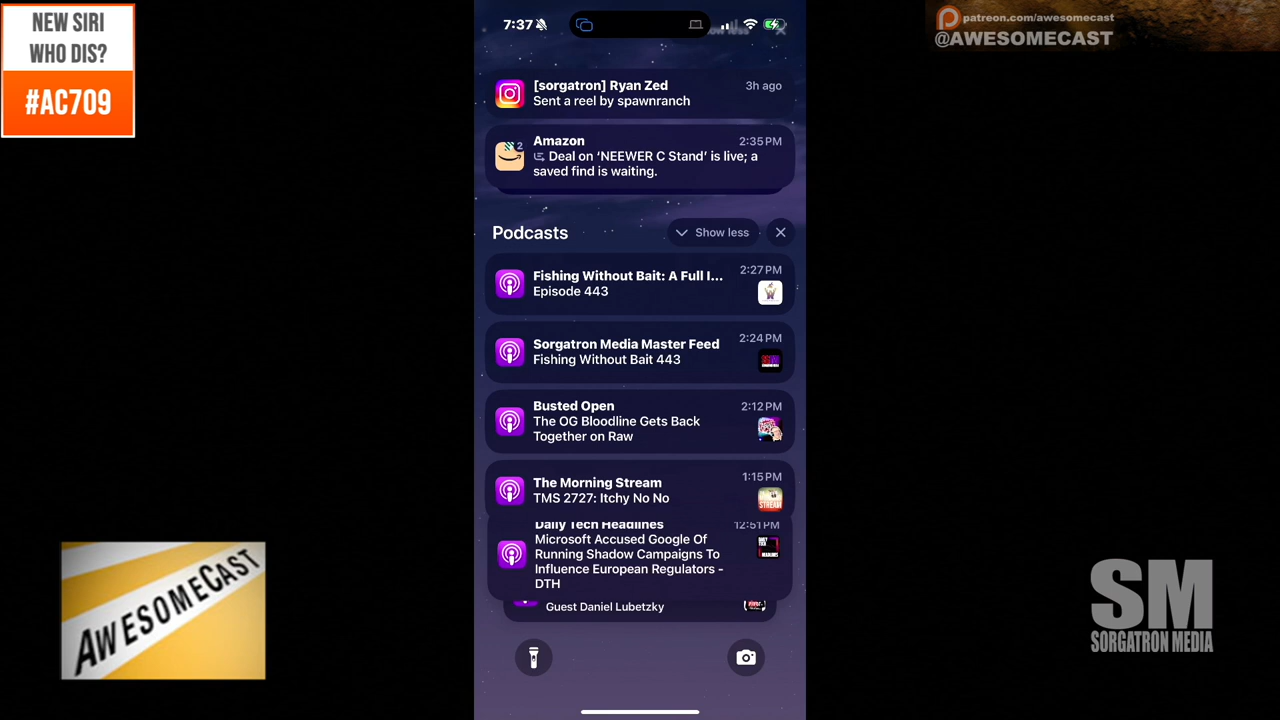 NEW SIRI
WHO DIS?
#AC709
patreon.com/awesomecast
@AWESOMECAST
7:37
[sorgatron] Ryan Zed
3h ago
Sent a reel by spawnranch
Amazon
2:35 PM
2
Deal on ‘NEEWER C Stand’ is live; a
saved find is waiting.
Podcasts
Show less
Fishing Without Bait: A Full I...
2:27 PM
Episode 443
Sorgatron Media Master Feed
2:24 PM
Fishing Without Bait 443
Busted Open
2:12 PM
The OG Bloodline Gets Back
Together on Raw
The Morning Stream
1:15 PM
TMS 2727: Itchy No No
STREAM
Daily Tech Headlines
12:51 PM
Microsoft Accused Google Of
Running Shadow Campaigns To
Influence European Regulators -
DTH
Guest Daniel Lubetzky
AWESOMECAST
SM
SORGATRON MEDIA